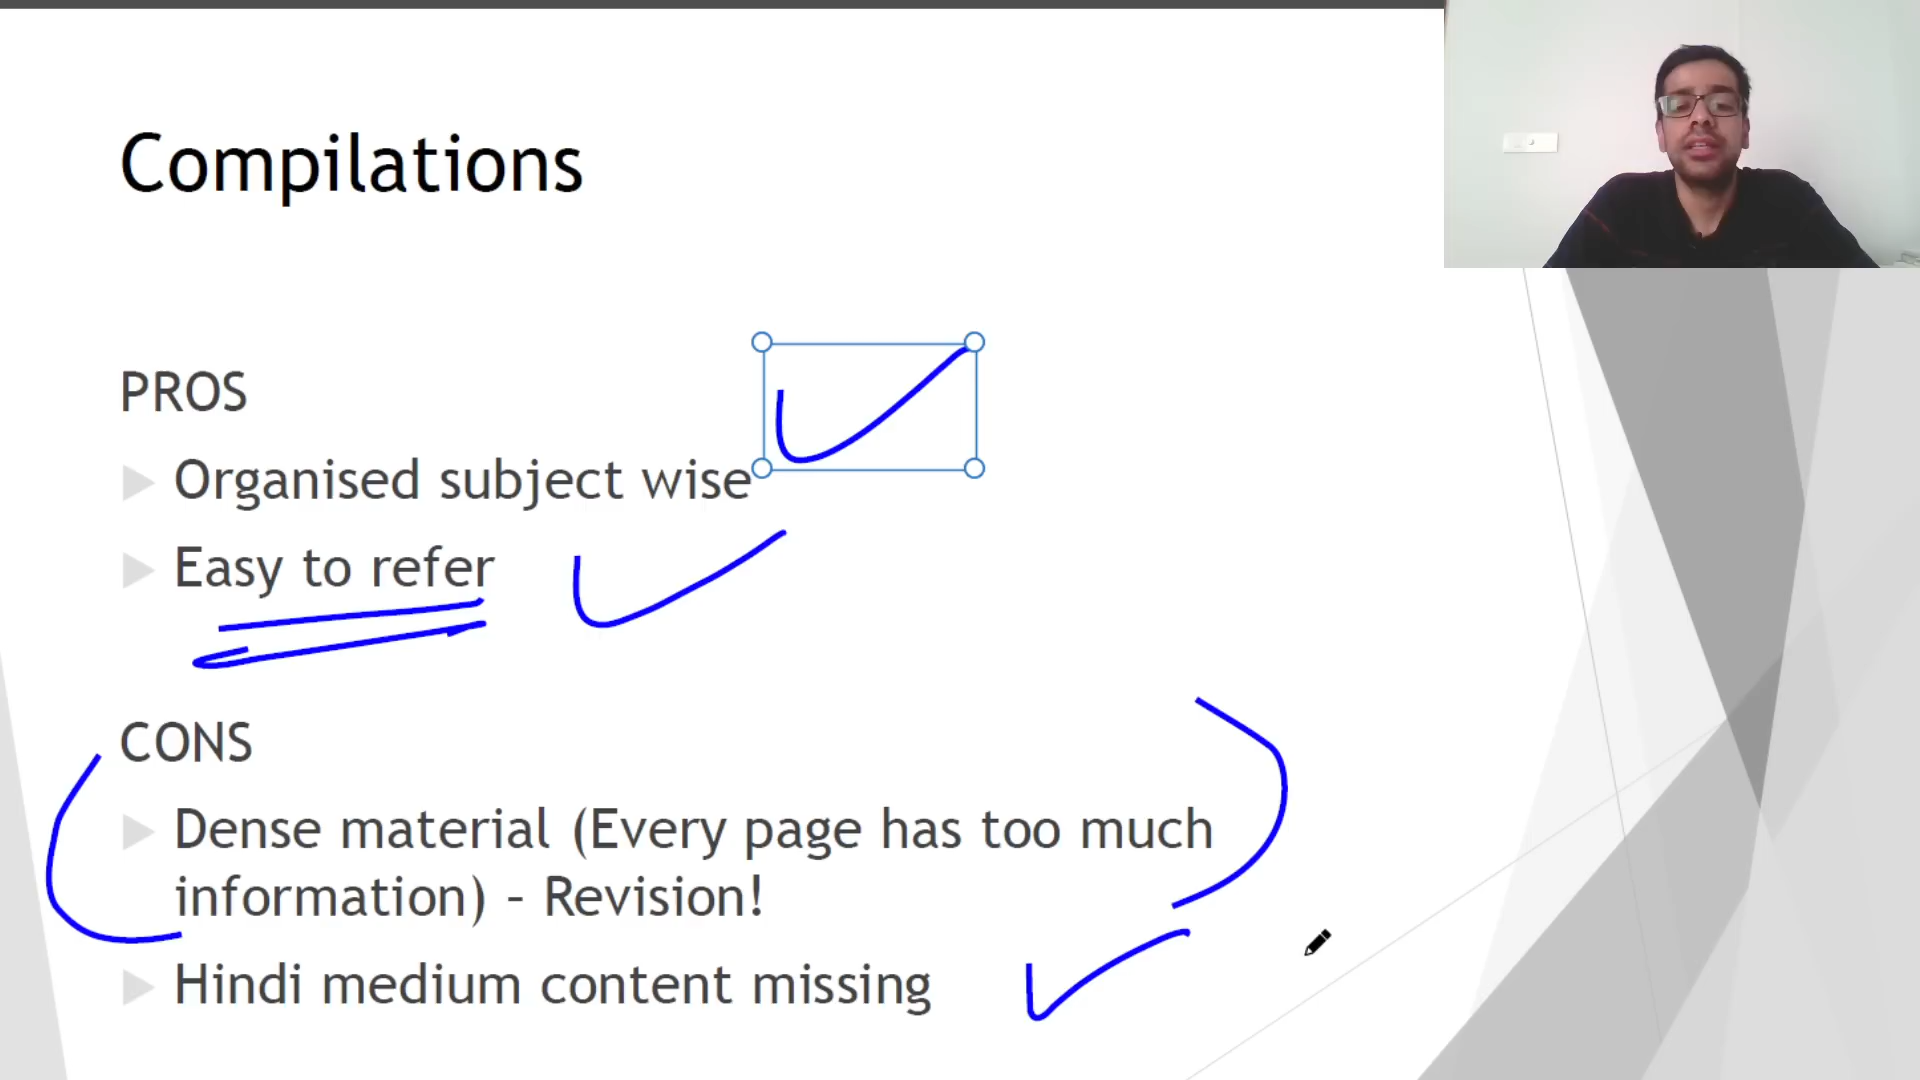 Compilations
PROS
Organised subject wise
Easy to refer
CONS
Dense material (Every page has too much
information) – Revision!
Hindi medium content missing